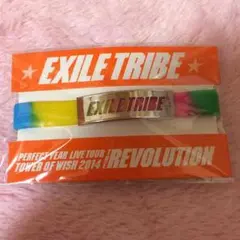 ★ EXILE TRIBE ★
EXILE TRIBE
PERFECT YEAR LIVE TOUR
TOWER OF WISH 2014
REVOLUTION